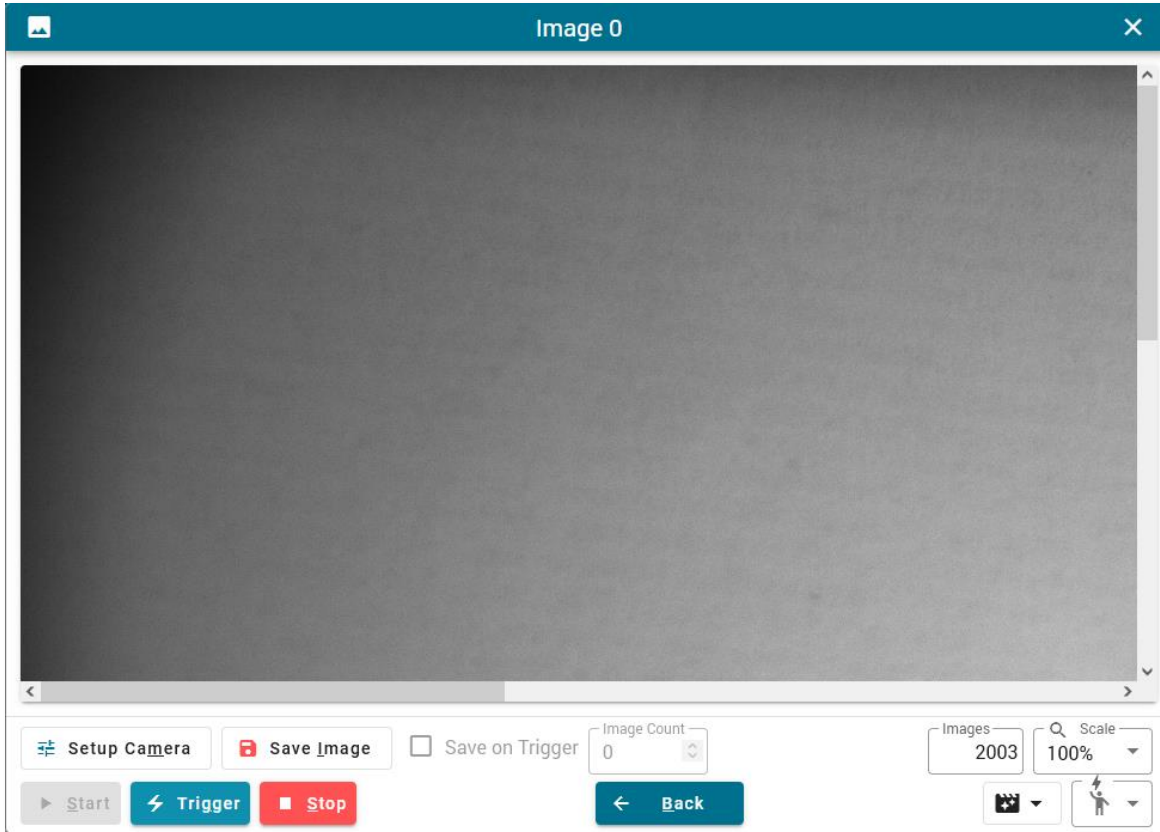 Image 0
Setup Camera
Save Image
Save on Trigger
Image Count
0
Images
2003
Scale
100%
Start
Trigger
Stop
Back